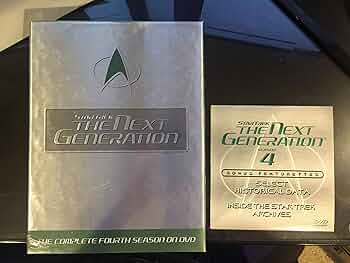 STAR TREK
THE NEXT
GENERATION
THE COMPLETE FOURTH SEASON ON DVD
STAR TREK
THE NEXT
GENERATION
SEASON
4
BONUS FEATURETTES
SELECT
HISTORICAL DATA
INSIDE THE STAR TREK
ARCHIVES
DVD